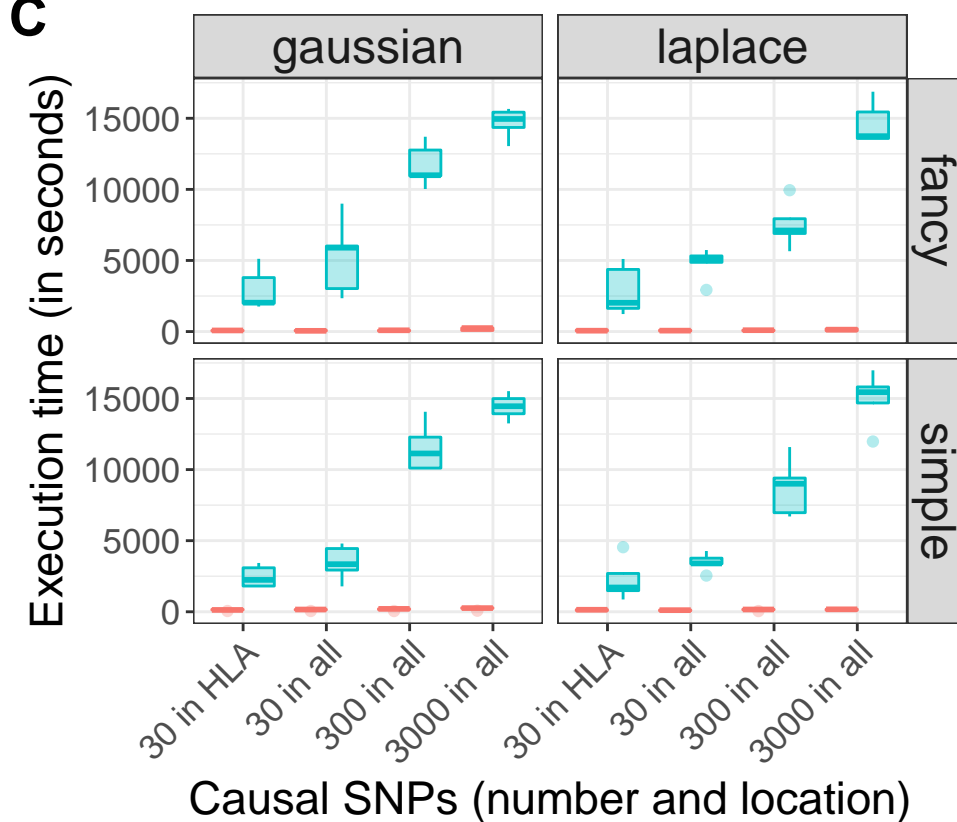 C
gaussian
laplace
Execution time (in seconds)
15000
10000
5000
0
fancy
15000
10000
5000
0
simple
30 in HLA
30 in all
300 in all
3000 in all
30 in HLA
30 in all
300 in all
3000 in all
Causal SNPs (number and location)